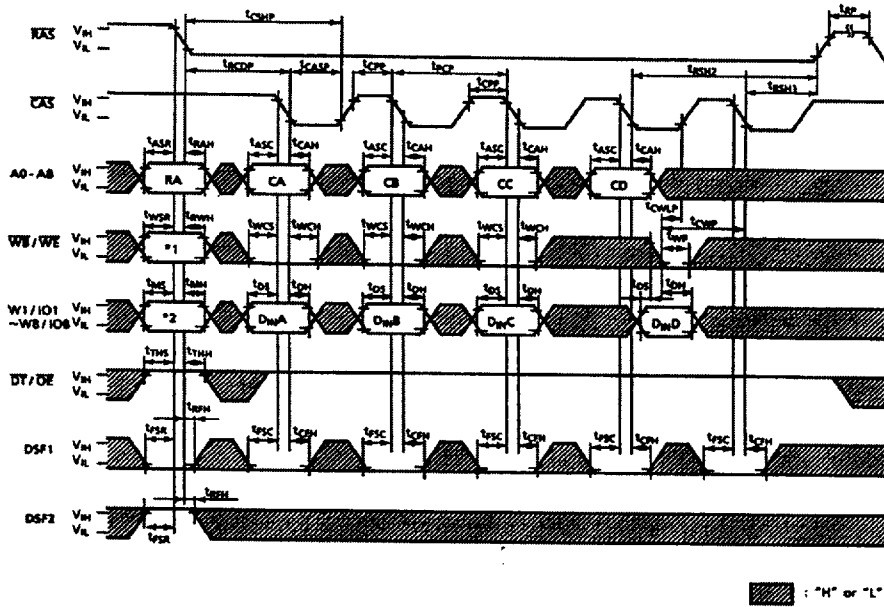 tRP
tCSHP
RAS VIH
VIL
tRCDP tCASP tCPP tPCP tRSH2
tCPP tRSH1
CAS VIH
VIL
tASR tRAH tASC tCAH tASC tCAH tASC tCAH tASC tCAH
A0 - A8 VIH
VIL
RA CA CB CC CD
tCWLP
tWSR tRWH tWCS tWCH tWCS tWCH tWCS tWCH tCWP
tWP
WB / WE VIH
VIL
*1
tMS tMH tDS tDH tDS tDH tDS tDH tDS tDH
W1 / IO1
~W8 / IO8
VIH
VIL
*2 DINA DINB DINC DIND
tTHS tTHH
DT / OE VIH
VIL
tRFH
tFSR tFSC tCFH tFSC tCFH tFSC tCFH tFSC tCFH tFSC tCFH
DSF1 VIH
VIL
tRFH
DSF2 VIH
VIL
tFSR
: "H" or "L"